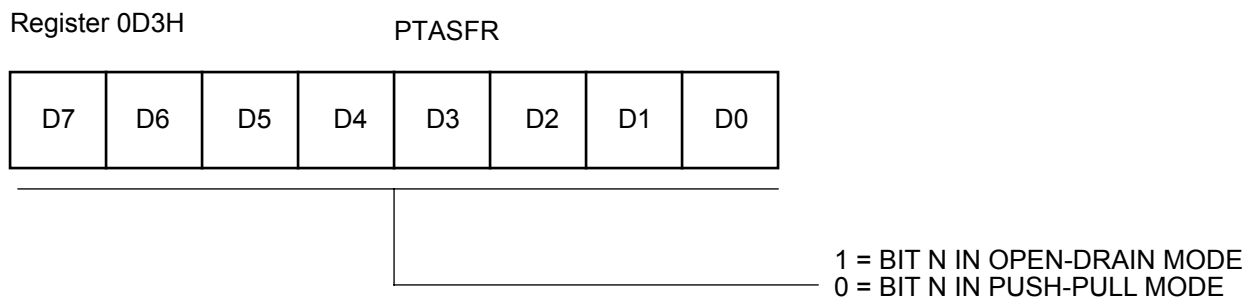 Register 0D3H PTASFR
D7 D6 D5 D4 D3 D2 D1 D0
1 = BIT N IN OPEN-DRAIN MODE
0 = BIT N IN PUSH-PULL MODE